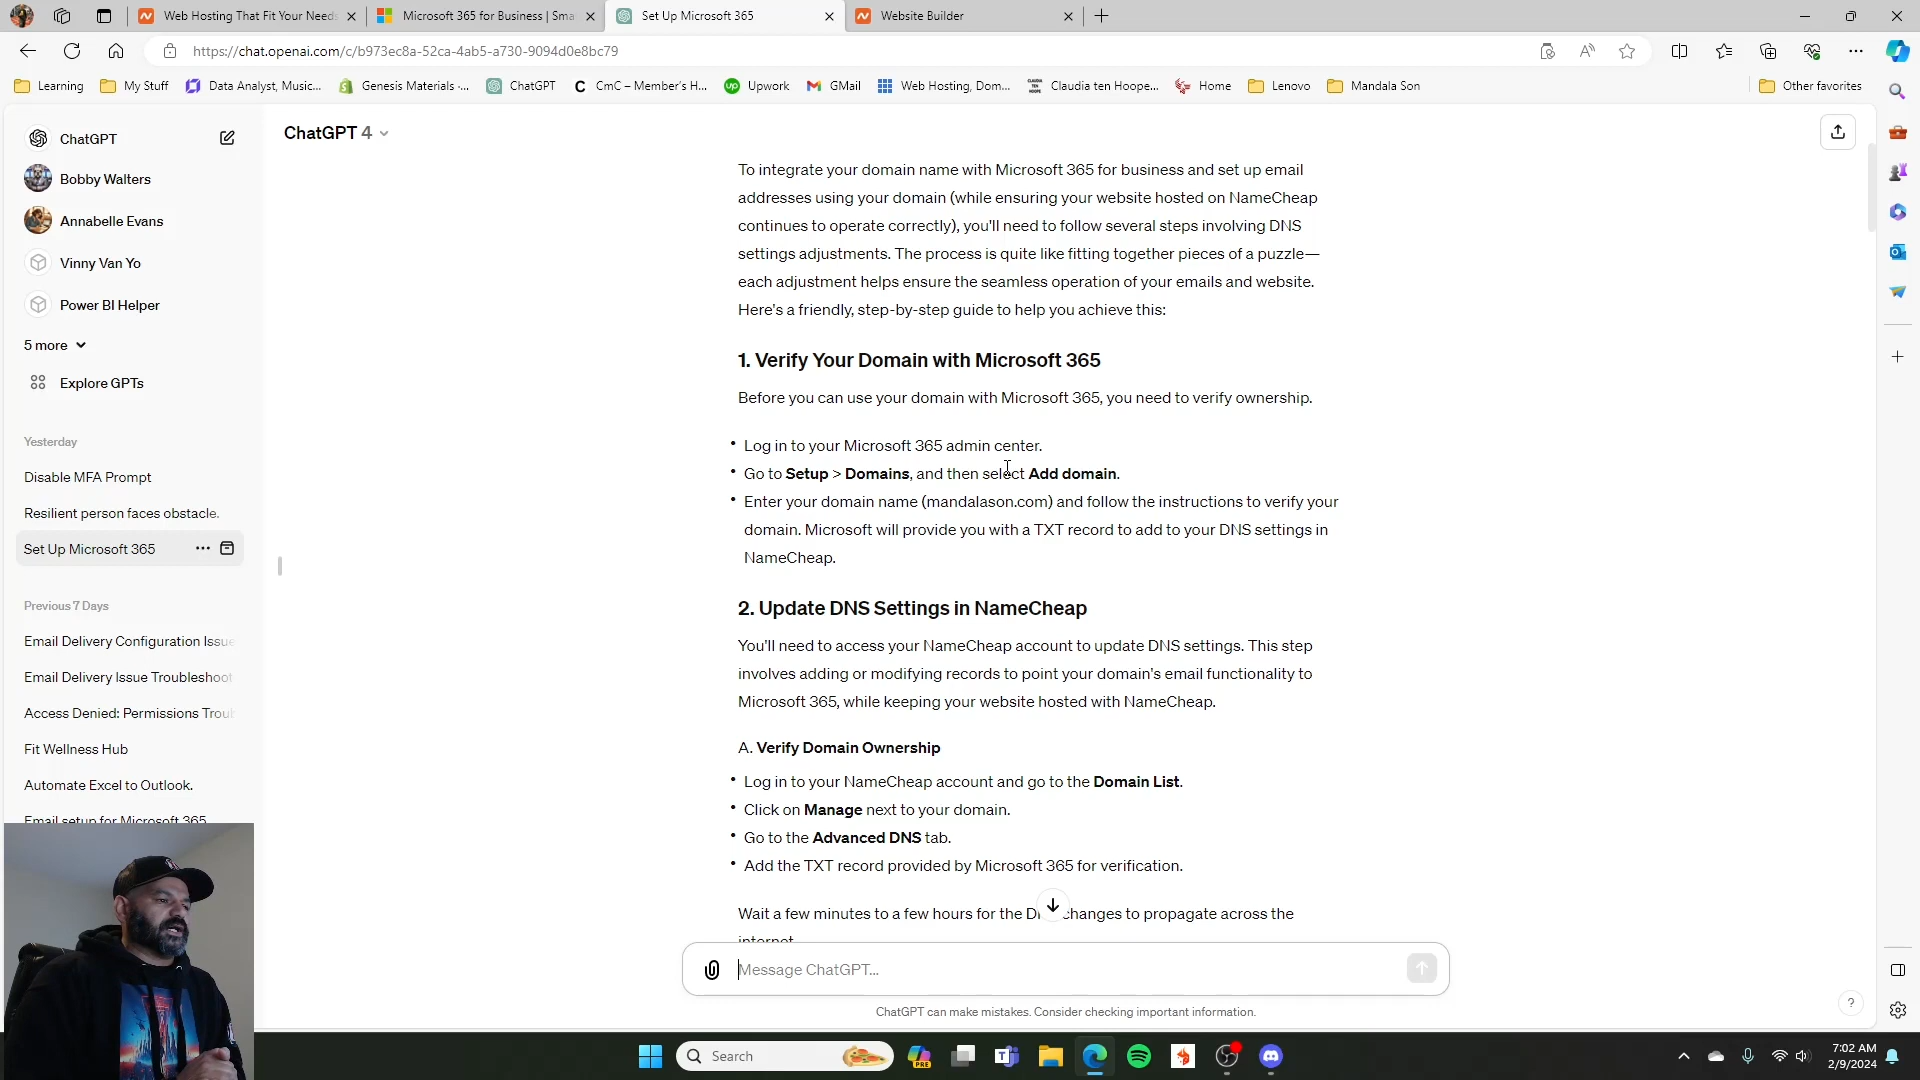 Web Hosting That Fit Your Needs
Microsoft 365 for Business | Sma
Set Up Microsoft 365
Website Builder
https://chat.openai.com/c/b973ec8a-52ca-4ab5-a730-9094d0e8bc79
Learning
My Stuff
Data Analyst, Music...
Genesis Materials -...
ChatGPT
CmC – Member's H...
Upwork
GMail
Web Hosting, Dom...
Claudia ten Hoope...
Home
Lenovo
Mandala Son
Other favorites
ChatGPT
Bobby Walters
Annabelle Evans
Vinny Van Yo
Power BI Helper
5 more
Explore GPTs
Yesterday
Disable MFA Prompt
Resilient person faces obstacle.
Set Up Microsoft 365
Previous 7 Days
Email Delivery Configuration Issue
Email Delivery Issue Troubleshoot
Access Denied: Permissions Trou
Fit Wellness Hub
Automate Excel to Outlook.
Email setup for Microsoft 365
ChatGPT 4
To integrate your domain name with Microsoft 365 for business and set up email
addresses using your domain (while ensuring your website hosted on NameCheap
continues to operate correctly), you'll need to follow several steps involving DNS
settings adjustments. The process is quite like fitting together pieces of a puzzle—
each adjustment helps ensure the seamless operation of your emails and website.
Here's a friendly, step-by-step guide to help you achieve this:
1. Verify Your Domain with Microsoft 365
Before you can use your domain with Microsoft 365, you need to verify ownership.
• Log in to your Microsoft 365 admin center.
• Go to Setup > Domains, and then select Add domain.
• Enter your domain name (mandalason.com) and follow the instructions to verify your
domain. Microsoft will provide you with a TXT record to add to your DNS settings in
NameCheap.
2. Update DNS Settings in NameCheap
You'll need to access your NameCheap account to update DNS settings. This step
involves adding or modifying records to point your domain's email functionality to
Microsoft 365, while keeping your website hosted with NameCheap.
A. Verify Domain Ownership
• Log in to your NameCheap account and go to the Domain List.
• Click on Manage next to your domain.
• Go to the Advanced DNS tab.
• Add the TXT record provided by Microsoft 365 for verification.
Wait a few minutes to a few hours for the D changes to propagate across the
internet
Message ChatGPT...
ChatGPT can make mistakes. Consider checking important information.
?
Search
PRE
7:02 AM
2/9/2024